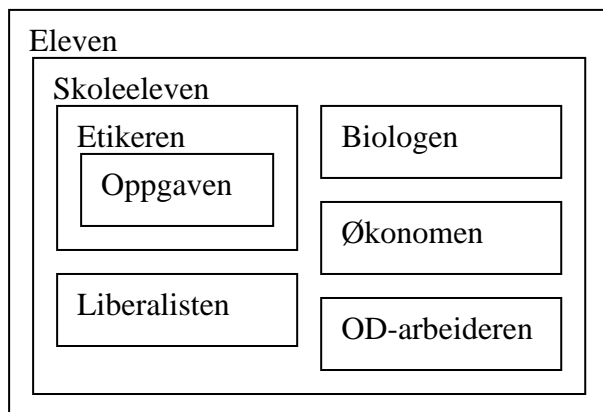 Eleven
Skoleeleven
Etikeren
Oppgaven
Liberalisten
Biologen
Økonomen
OD-arbeideren